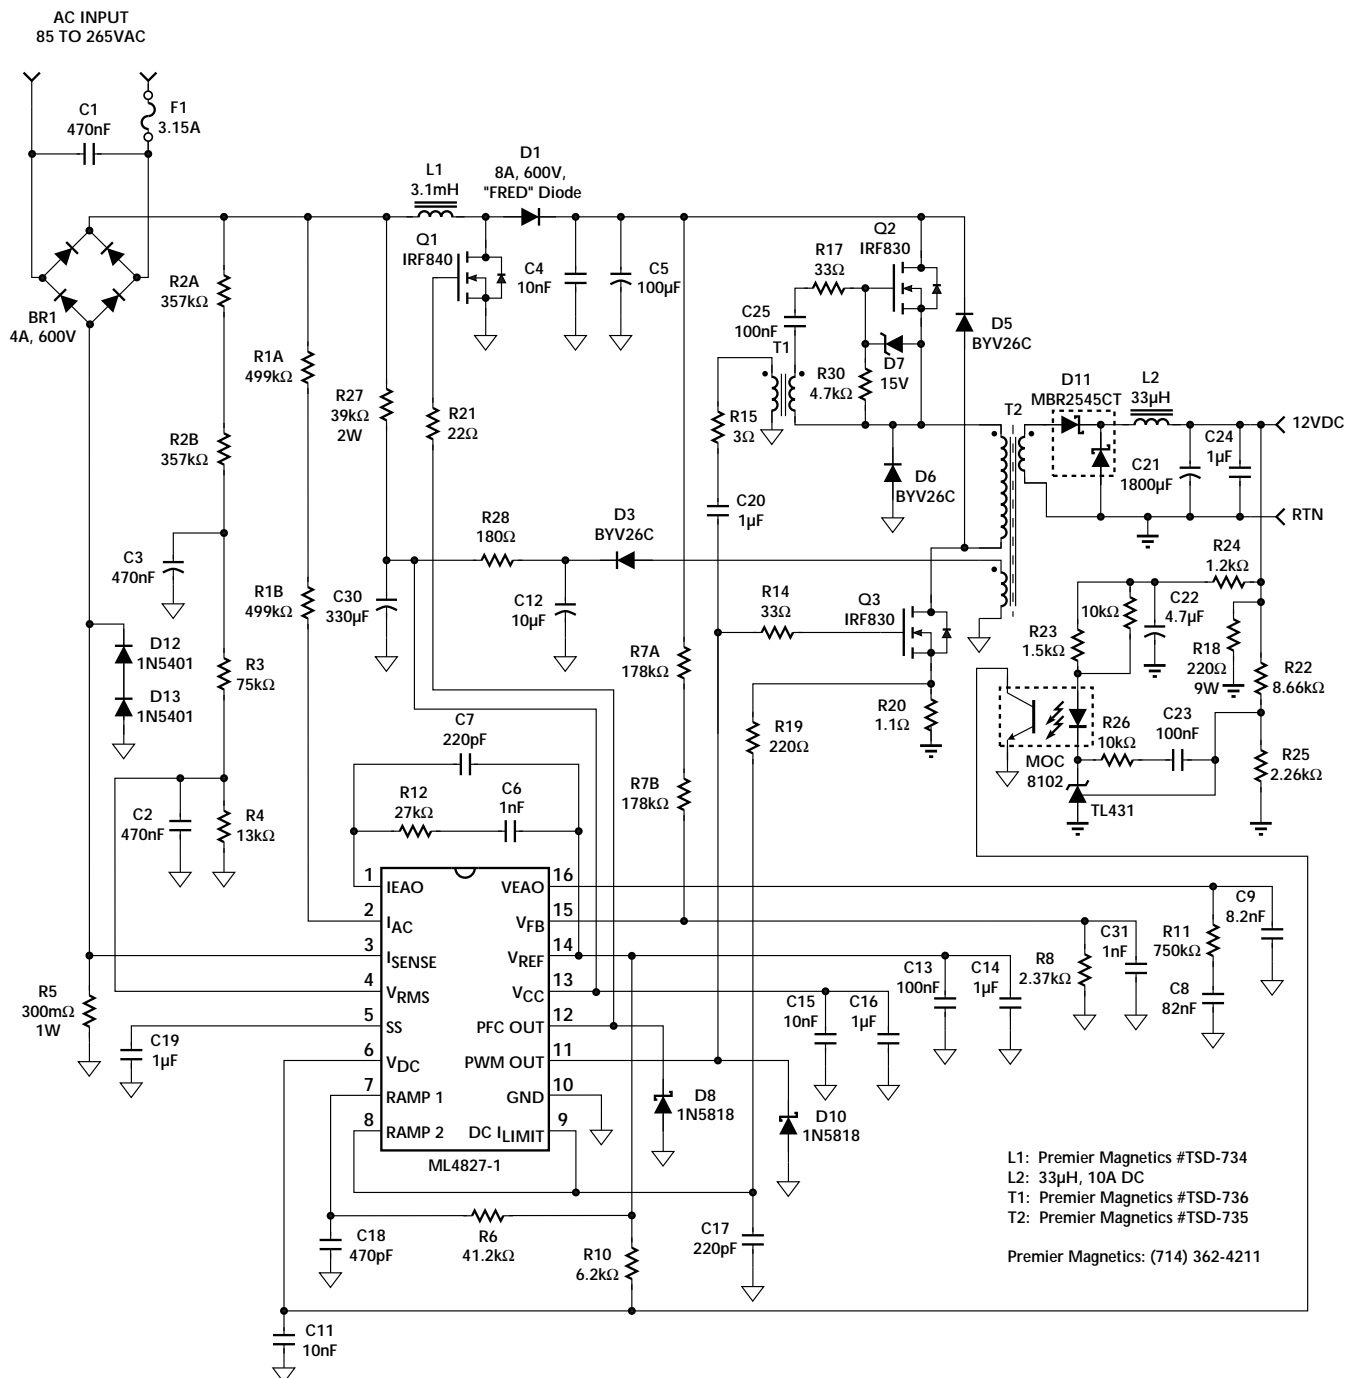 AC INPUT
85 TO 265VAC
C1
470nF
F1
3.15A
BR1
4A, 600V
R2A
357kΩ
R2B
357kΩ
C3
470nF
R1A
499kΩ
R1B
499kΩ
R27
39kΩ
2W
L1
3.1mH
D1
8A, 600V,
"FRED" Diode
Q1
IRF840
C4
10nF
C5
100µF
R21
22Ω
R17
33Ω
Q2
IRF830
C25
100nF
T1
D7
15V
R30
4.7kΩ
R15
3Ω
D5
BYV26C
D6
BYV26C
C20
1µF
T2
D11
MBR2545CT
L2
33µH
12VDC
C24
1µF
C21
1800µF
RTN
R28
180Ω
D3
BYV26C
C30
330µF
C12
10µF
R14
33Ω
Q3
IRF830
R24
1.2kΩ
10kΩ
C22
4.7µF
R23
1.5kΩ
R18
220Ω
9W
R22
8.66kΩ
D12
1N5401
D13
1N5401
R3
75kΩ
R7A
178kΩ
R7B
178kΩ
R19
220Ω
R20
1.1Ω
R26
10kΩ
C23
100nF
MOC
8102
TL431
R25
2.26kΩ
C7
220pF
R12
27kΩ
C6
1nF
C2
470nF
R4
13kΩ
1 IEAO
2 IAC
3 ISENSE
4 VRMS
5 SS
6 VDC
7 RAMP 1
8 RAMP 2
VEAO 16
VFB 15
VREF 14
VCC 13
PFC OUT 12
PWM OUT 11
GND 10
DC ILIMIT 9
ML4827-1
R5
300mΩ
1W
C19
1µF
C15
10nF
C16
1µF
C13
100nF
C14
1µF
R8
2.37kΩ
C31
1nF
R11
750kΩ
C8
82nF
C9
8.2nF
D8
1N5818
D10
1N5818
C18
470pF
R6
41.2kΩ
R10
6.2kΩ
C17
220pF
C11
10nF
L1: Premier Magnetics #TSD-734
L2: 33µH, 10A DC
T1: Premier Magnetics #TSD-736
T2: Premier Magnetics #TSD-735
Premier Magnetics: (714) 362-4211